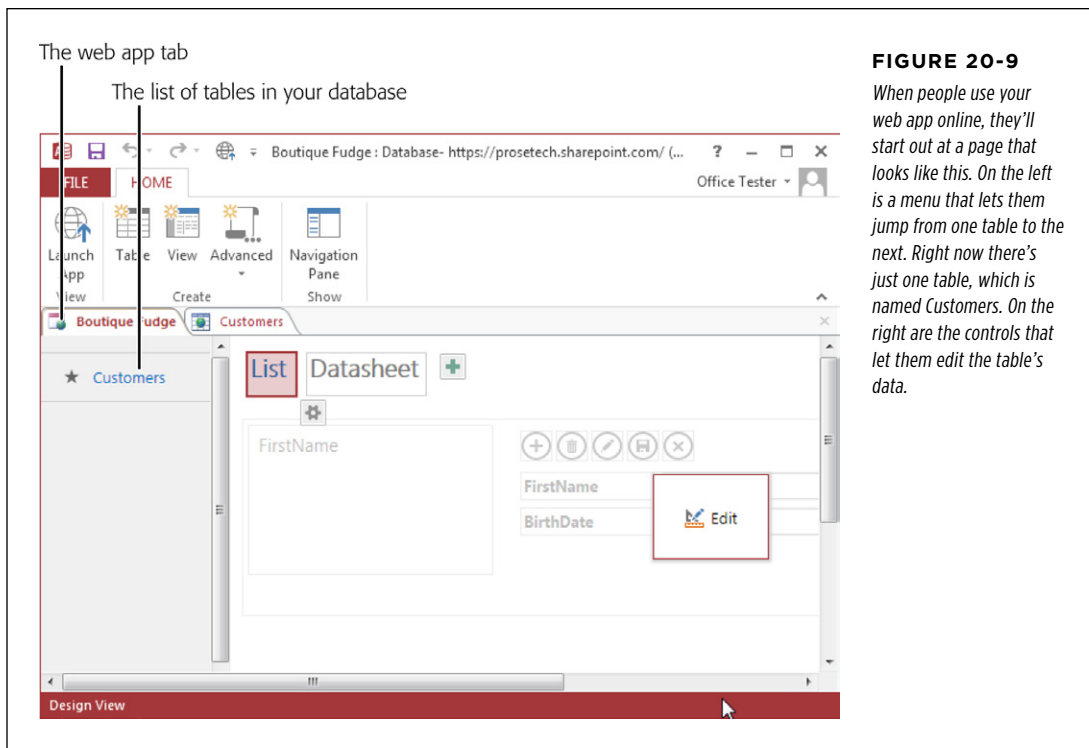 The web app tab
The list of tables in your database
Boutique Fudge : Database- https://prosetech.sharepoint.com/ (... ?
FILE HOME Office Tester
Launch App Table View Advanced Navigation Pane
View Create Show
Boutique Fudge Customers
Customers
List Datasheet
FirstName
FirstName
BirthDate
Edit
Design View
FIGURE 20-9
When people use your
web app online, they’ll
start out at a page that
looks like this. On the left
is a menu that lets them
jump from one table to the
next. Right now there’s
just one table, which is
named Customers. On the
right are the controls that
let them edit the table’s
data.